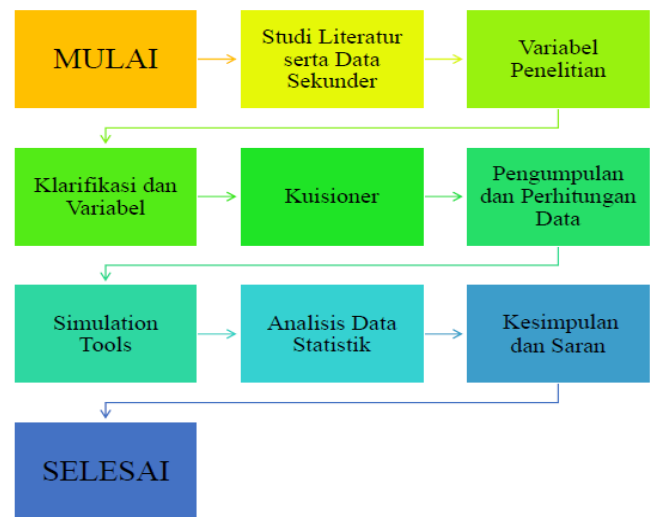 MULAI
Studi Literatur
serta Data
Sekunder
Variabel
Penelitian
Klarifikasi dan
Variabel
Kuisioner
Pengumpulan
dan Perhitungan
Data
Simulation
Tools
Analisis Data
Statistik
Kesimpulan
dan Saran
SELESAI